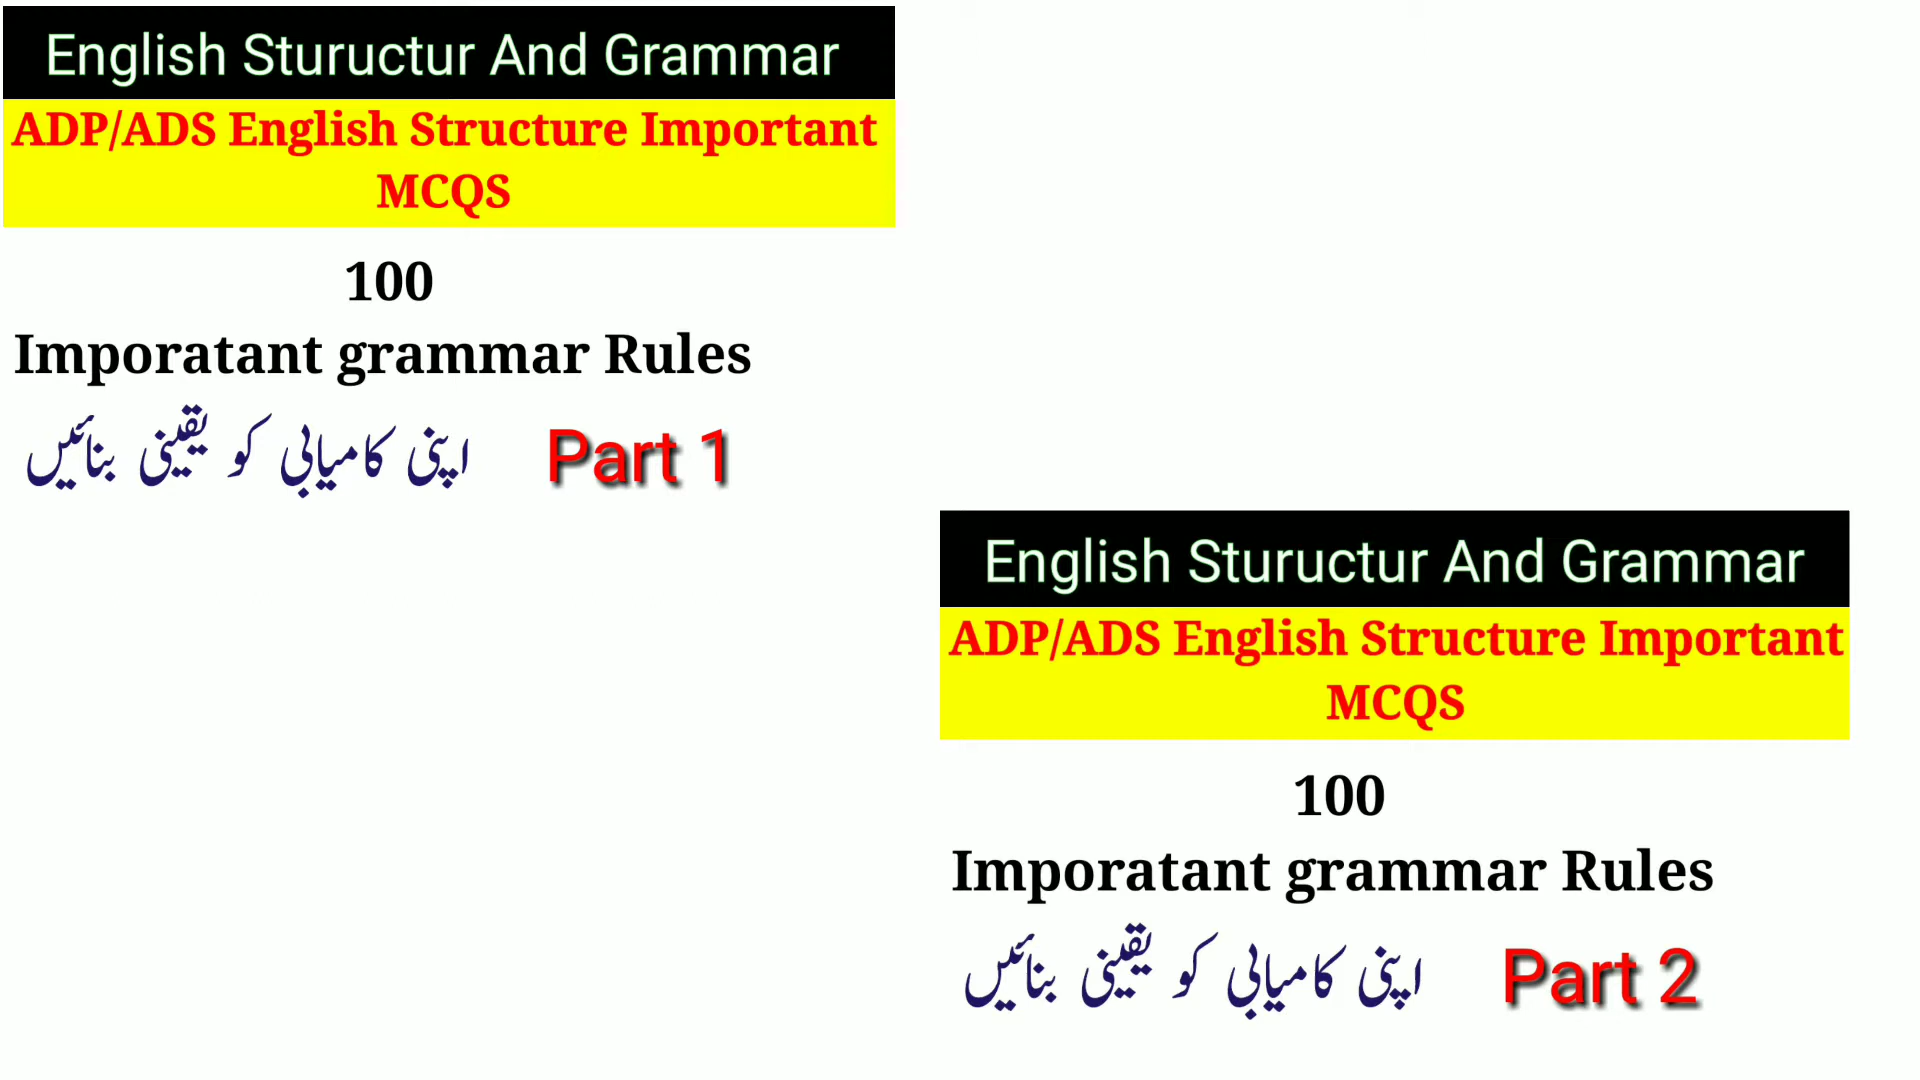 English Stuructur And Grammar
ADP/ADS English Structure Important
MCQS
100
Imporatant grammar Rules
اپنی کامیابی کو یقینی بنائیں Part 1
English Stuructur And Grammar
ADP/ADS English Structure Important
MCQS
100
Imporatant grammar Rules
اپنی کامیابی کو یقینی بنائیں Part 2